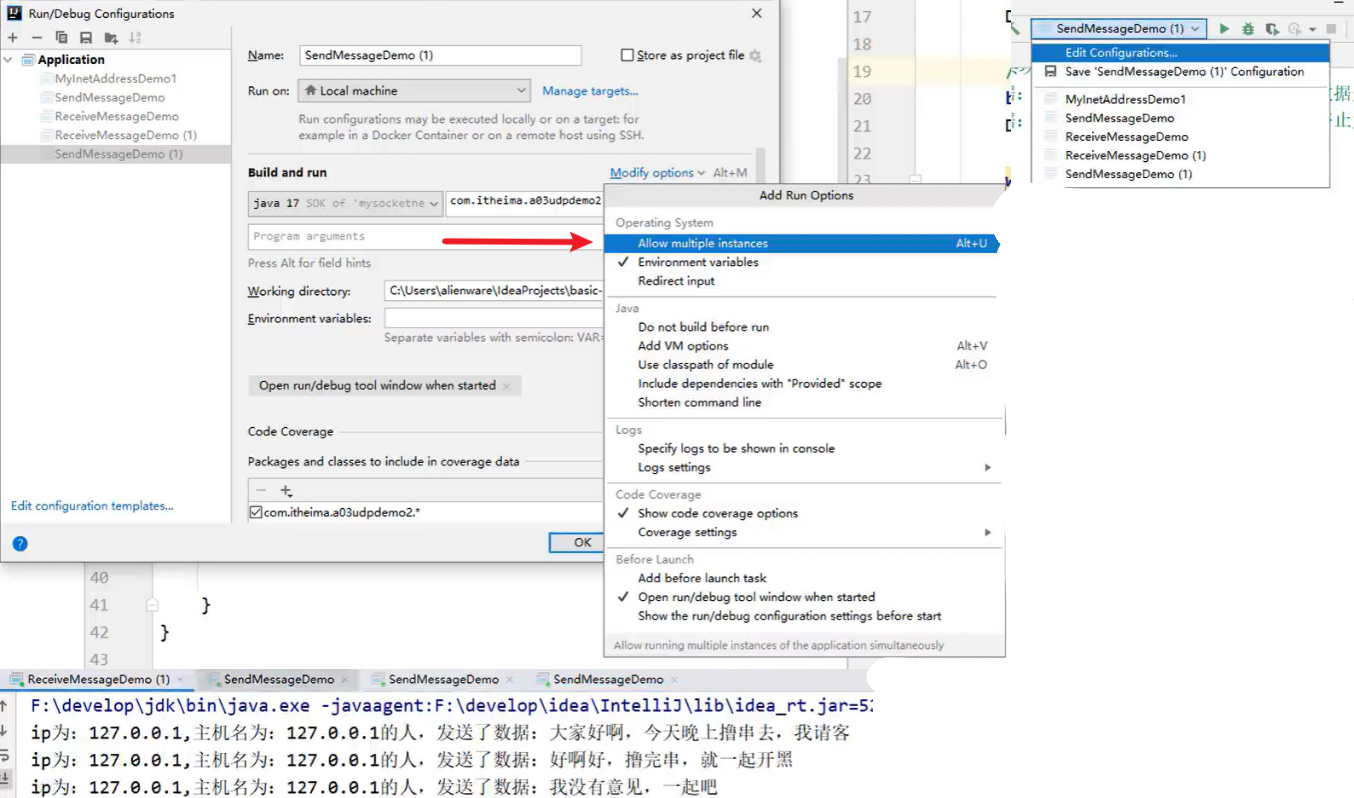 Run/Debug Configurations
Application
MyInetAddressDemo1
SendMessageDemo
ReceiveMessageDemo
ReceiveMessageDemo (1)
SendMessageDemo (1)
Edit configuration templates...
Name: SendMessageDemo (1)
Store as project file
Run on: Local machine
Manage targets...
Run configurations may be executed locally or on a target: for
example in a Docker Container or on a remote host using SSH.
Build and run
Modify options Alt+M
java 17 SDK of 'mysocketne
com.itheima.a03udpdemo2
Program arguments
Press Alt for field hints
Working directory: C:\Users\alienware\IdeaProjects\basic-
Environment variables:
Separate variables with semicolon: VAR=
Open run/debug tool window when started
Code Coverage
Packages and classes to include in coverage data
com.itheima.a03udpdemo2.*
OK
Add Run Options
Operating System
Allow multiple instances Alt+U
Environment variables
Redirect input
Java
Do not build before run
Add VM options Alt+V
Use classpath of module Alt+O
Include dependencies with "Provided" scope
Shorten command line
Logs
Specify logs to be shown in console
Logs settings
Code Coverage
Show code coverage options
Coverage settings
Before Launch
Add before launch task
Open run/debug tool window when started
Show the run/debug configuration settings before start
Allow running multiple instances of the application simultaneously
17
18
19
20
21
22
23
SendMessageDemo (1)
Edit Configurations...
Save 'SendMessageDemo (1)' Configuration
MyInetAddressDemo1
SendMessageDemo
ReceiveMessageDemo
ReceiveMessageDemo (1)
SendMessageDemo (1)
数据
止
40
41 }
42 }
43
ReceiveMessageDemo (1) SendMessageDemo SendMessageDemo SendMessageDemo
F:\develop\jdk\bin\java.exe -javaagent:F:\develop\idea\IntelliJ\lib\idea_rt.jar=52
ip为: 127.0.0.1,主机名为: 127.0.0.1的人，发送了数据: 大家好啊，今天晚上撸串去，我请客
ip为: 127.0.0.1,主机名为: 127.0.0.1的人，发送了数据: 好啊好，撸完串，就一起开黑
ip为: 127.0.0.1,主机名为: 127.0.0.1的人，发送了数据: 我没有意见，一起吧